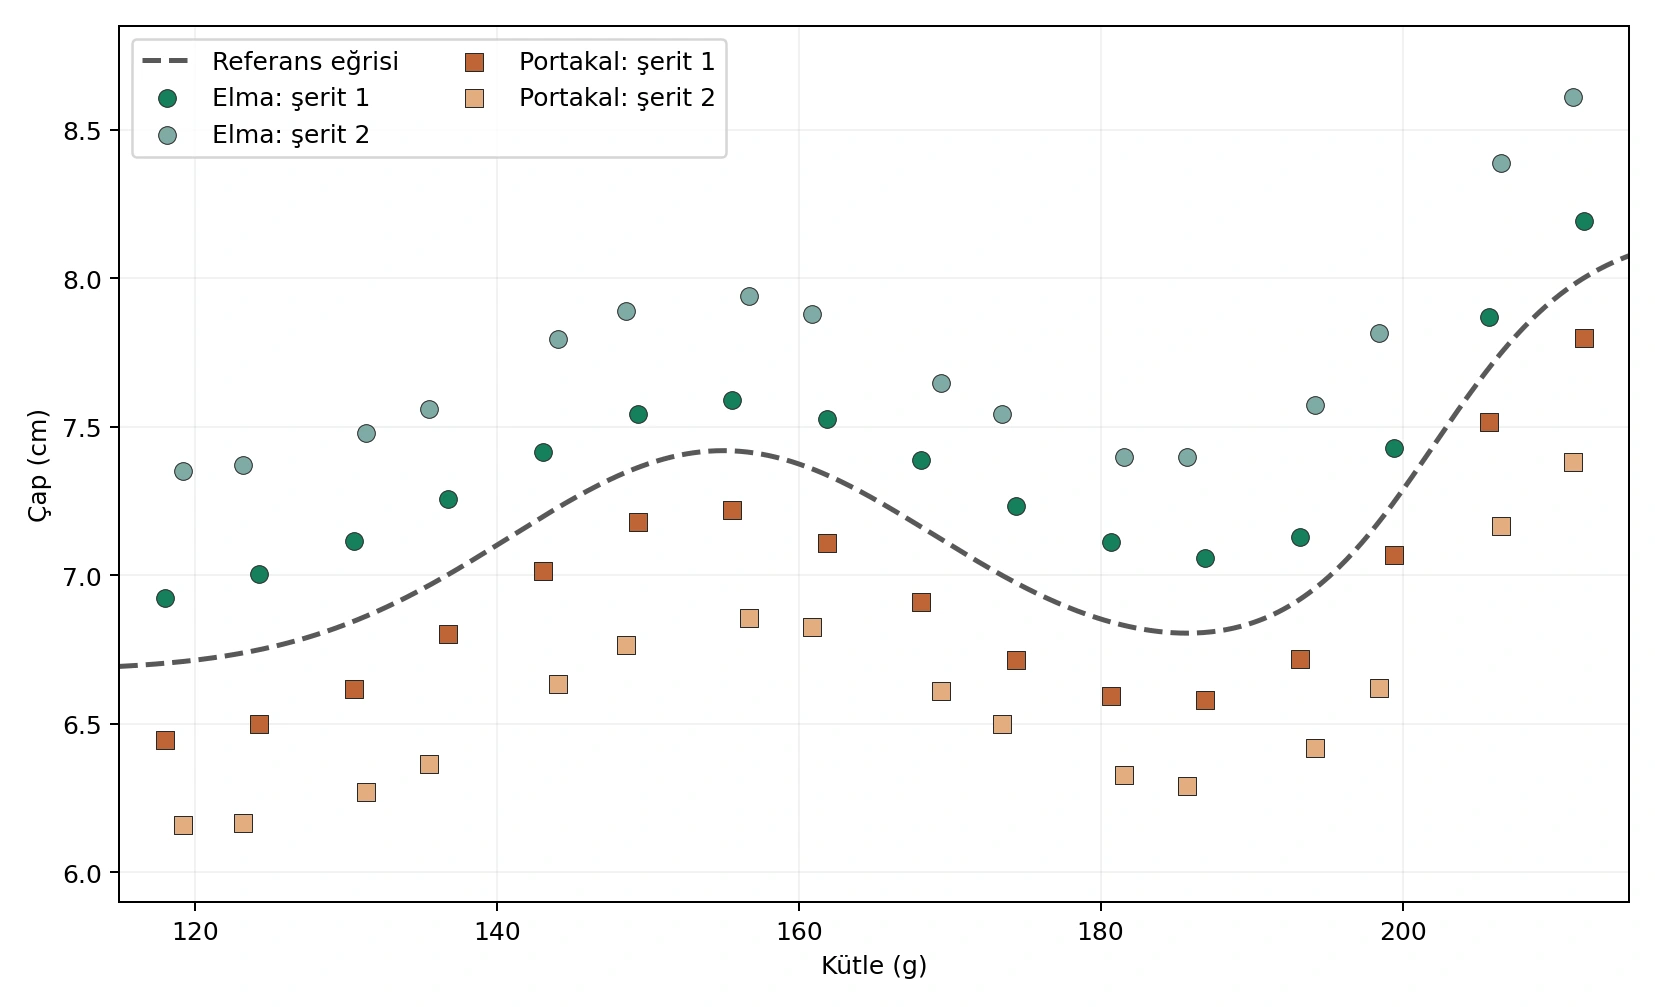 Referans eğrisi
Elma: şerit 1
Elma: şerit 2
Portakal: şerit 1
Portakal: şerit 2
Çap (cm)
8.5
8.0
7.5
7.0
6.5
6.0
120 140 160 180 200
Kütle (g)